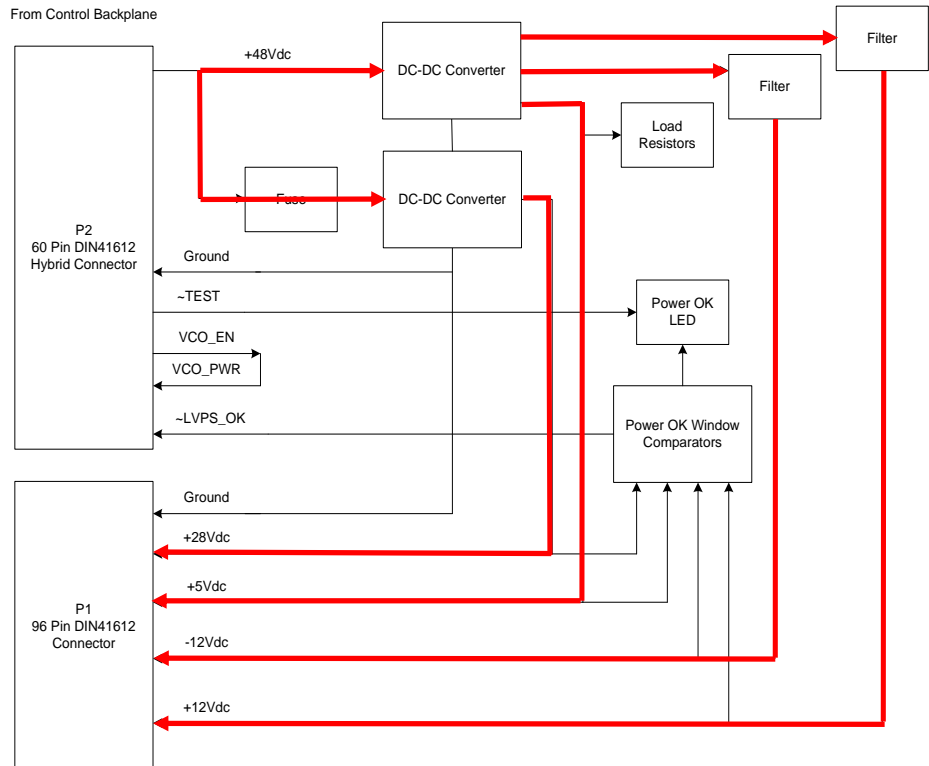 From Control Backplane
+48Vdc
DC-DC Converter
Filter
Filter
Load
Resistors
Fuse
DC-DC Converter
P2
60 Pin DIN41612
Hybrid Connector
Ground
~TEST
VCO_EN
VCO_PWR
~LVPS_OK
Power OK
LED
Power OK Window
Comparators
P1
96 Pin DIN41612
Connector
Ground
+28Vdc
+5Vdc
-12Vdc
+12Vdc